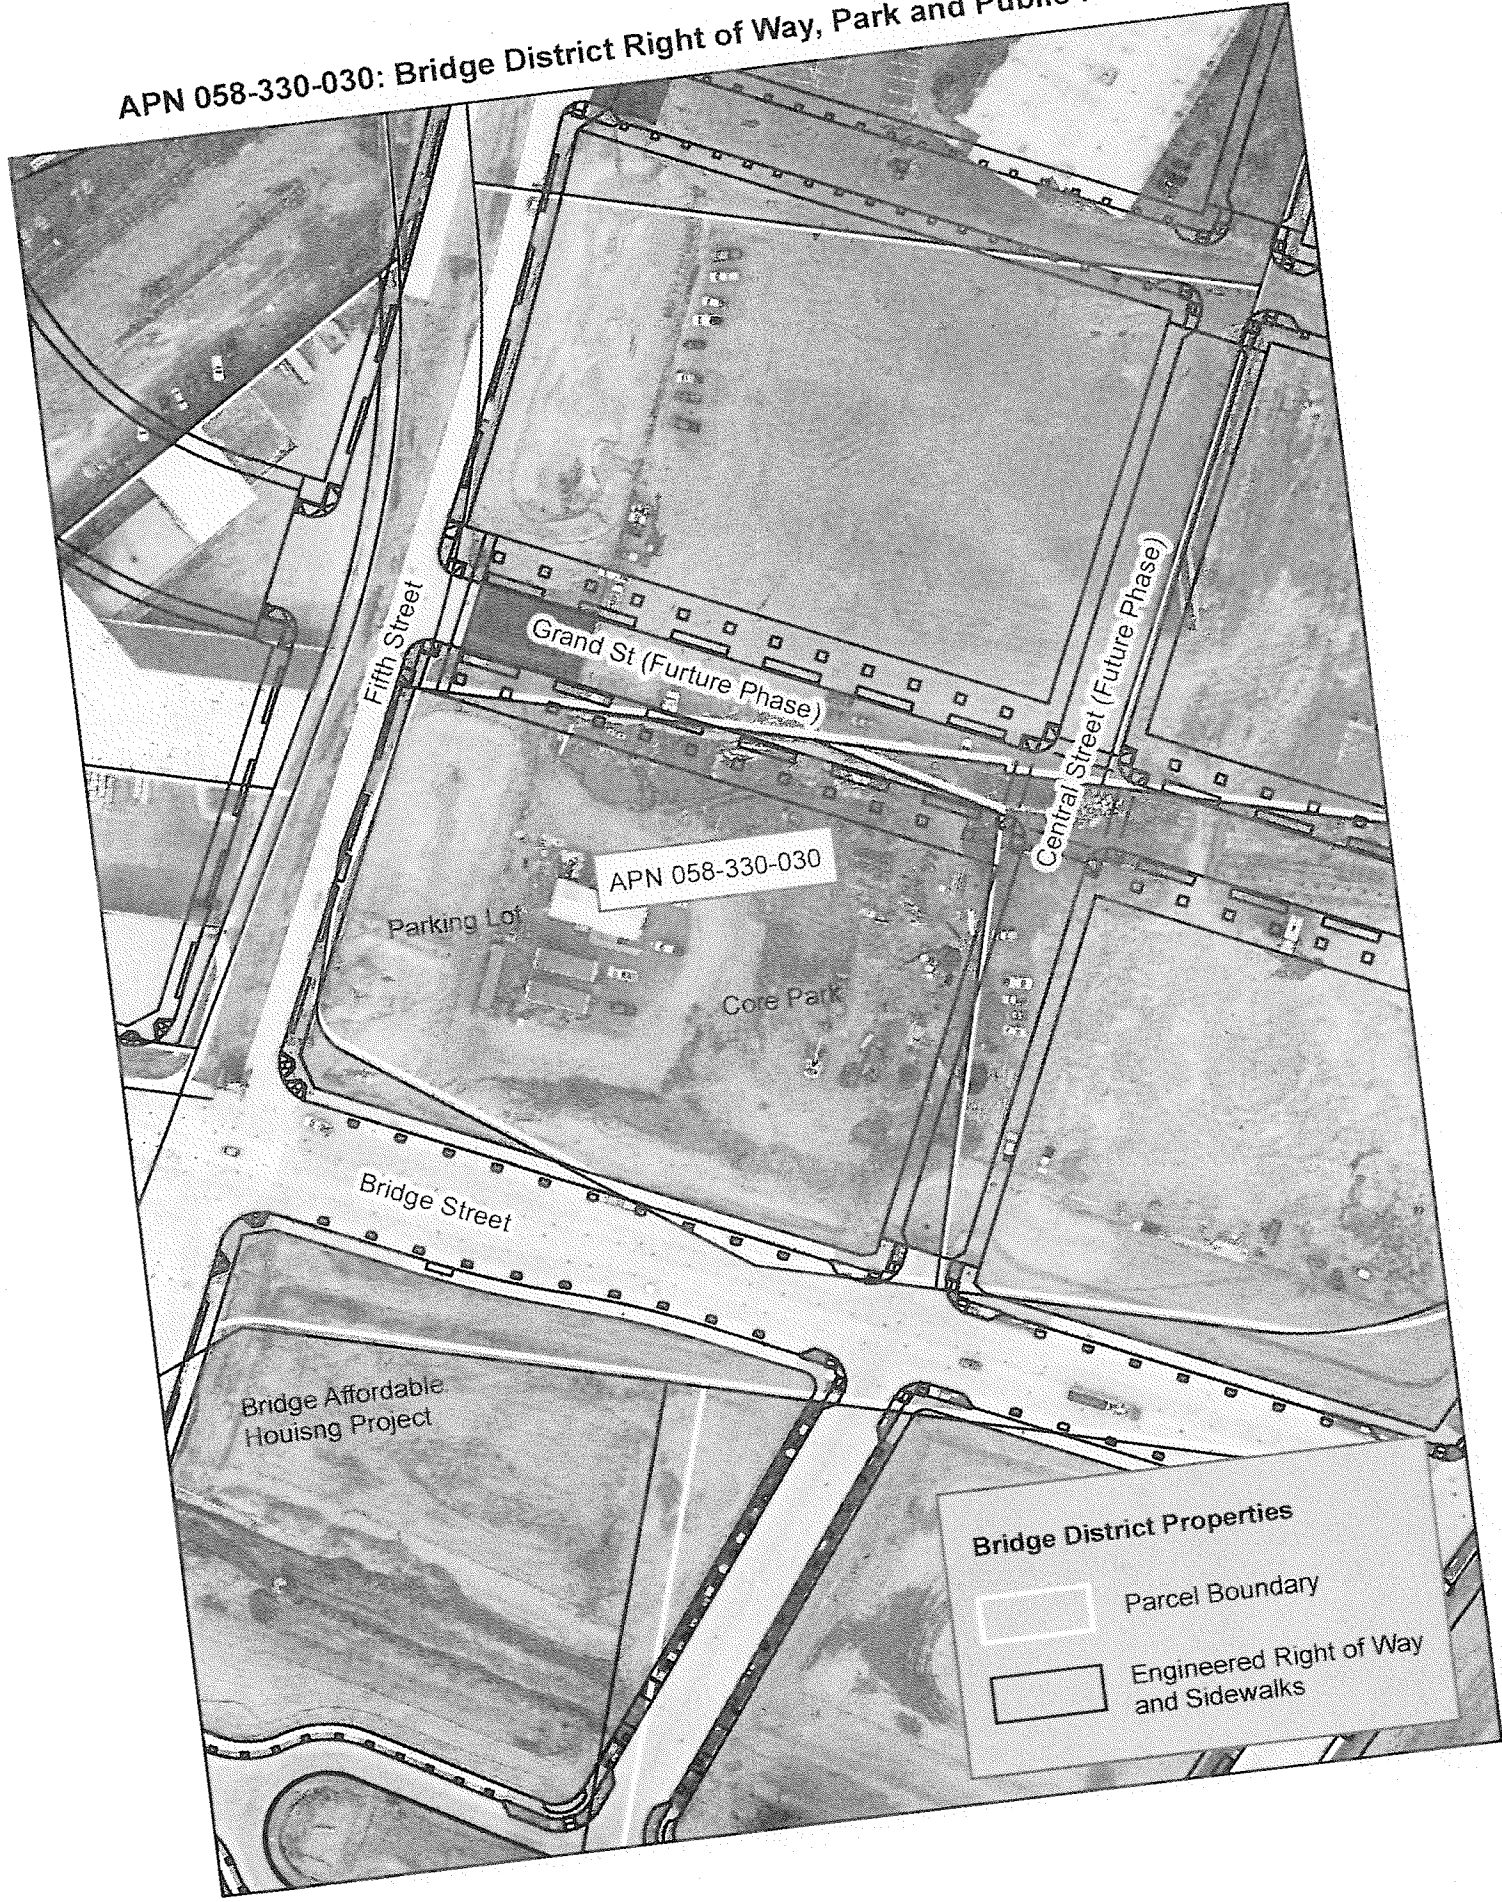 APN 058-330-030: Bridge District Right of Way, Park and
Fifth Street
Grand St (Furture Phase)
Central Street (Future Phase)
APN 058-330-030
Parking Lot
Core Park
Bridge Street
Bridge Affordable
Houisng Project
Bridge District Properties
Parcel Boundary
Engineered Right of Way
and Sidewalks